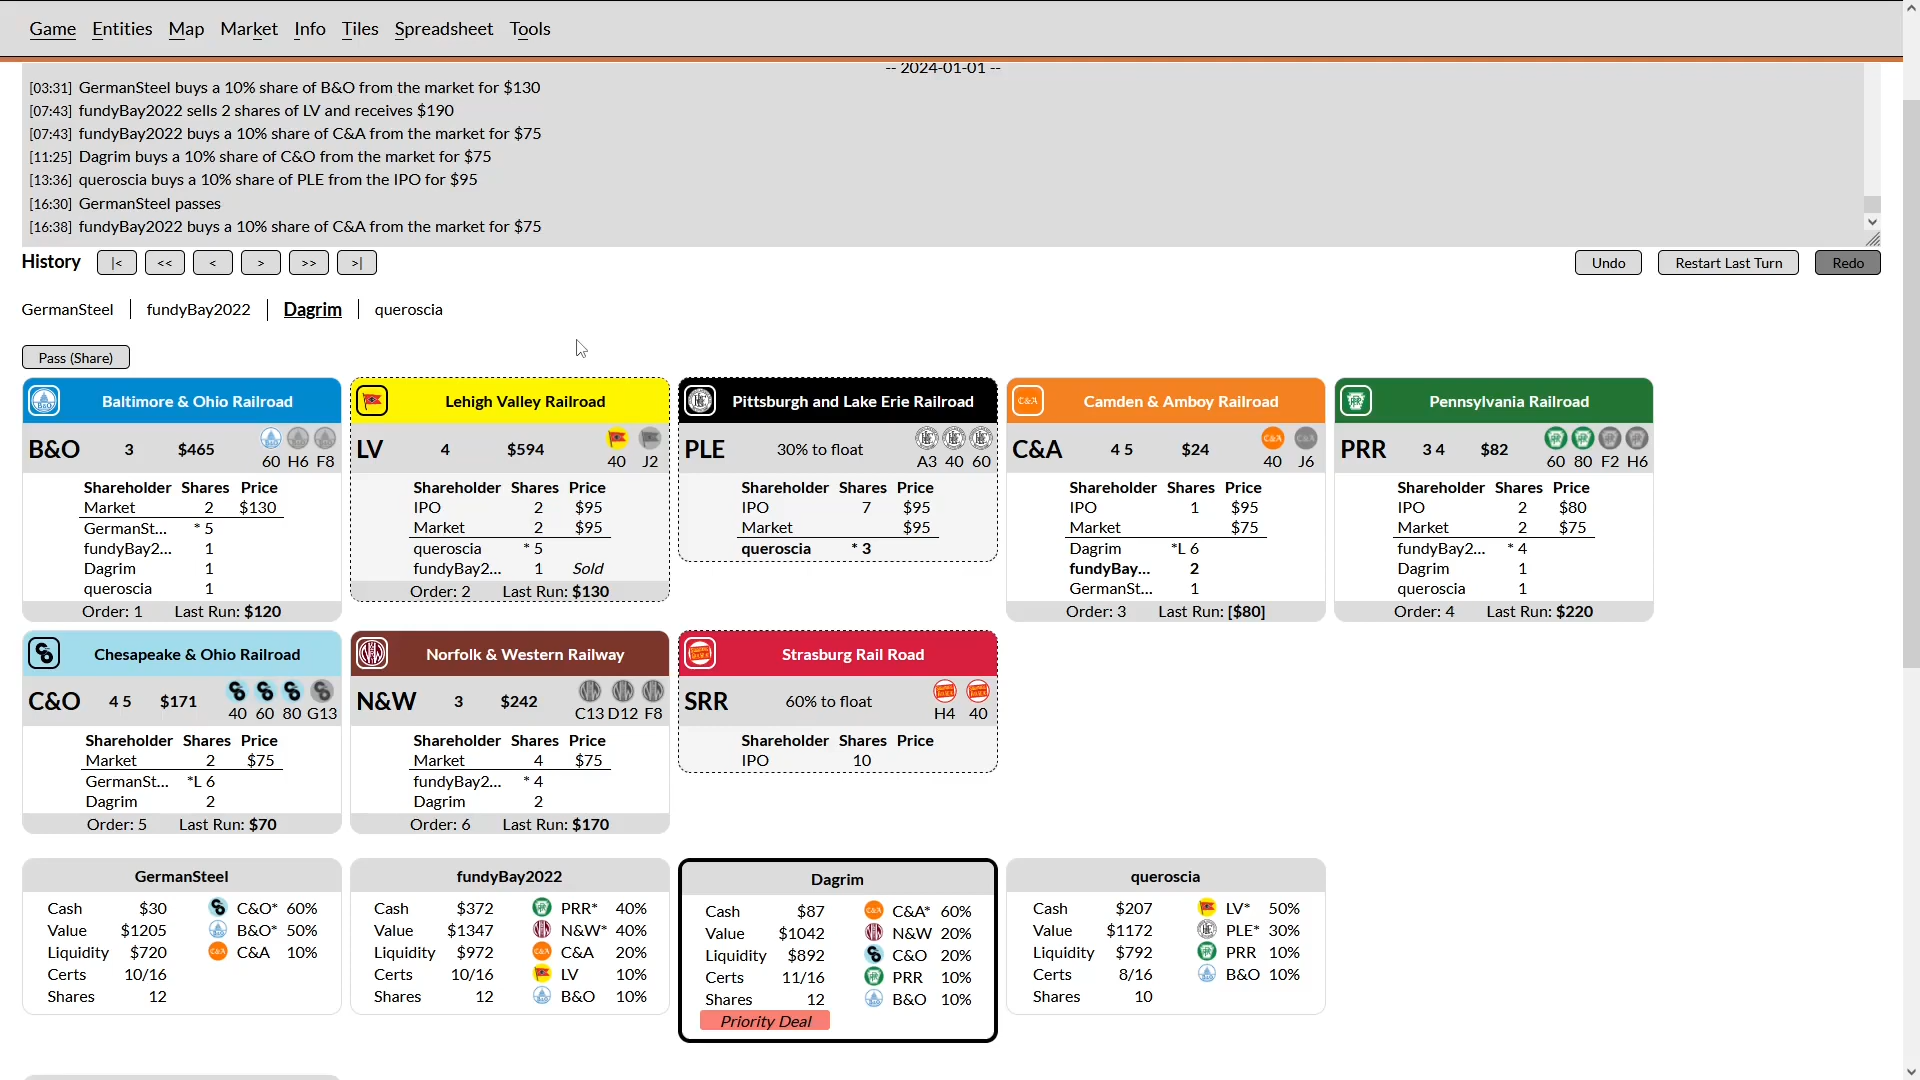 Game Entities Map Market Info Tiles Spreadsheet Tools
-- 2024-01-01 --
[03:31] GermanSteel buys a 10% share of B&O from the market for $130
[07:43] fundyBay2022 sells 2 shares of LV and receives $190
[07:43] fundyBay2022 buys a 10% share of C&A from the market for $75
[11:25] Dagrim buys a 10% share of C&O from the market for $75
[13:36] queroscia buys a 10% share of PLE from the IPO for $95
[16:30] GermanSteel passes
[16:38] fundyBay2022 buys a 10% share of C&A from the market for $75
History |< << < > >> >| Undo Restart Last Turn Redo
GermanSteel fundyBay2022 Dagrim queroscia
Pass (Share)
Baltimore & Ohio Railroad
B&O 3 $465 60 H6 F8
Shareholder Shares Price
Market 2 $130
GermanSt... * 5
fundyBay2... 1
Dagrim 1
queroscia 1
Order: 1 Last Run: $120
Lehigh Valley Railroad
LV 4 $594 40 J2
Shareholder Shares Price
IPO 2 $95
Market 2 $95
queroscia * 5
fundyBay2... 1 Sold
Order: 2 Last Run: $130
Pittsburgh and Lake Erie Railroad
PLE 30% to float A3 40 60
Shareholder Shares Price
IPO 7 $95
Market $95
queroscia * 3
Camden & Amboy Railroad
C&A 4 5 $24 40 J6
Shareholder Shares Price
IPO 1 $95
Market $75
Dagrim *L 6
fundyBay... 2
GermanSt... 1
Order: 3 Last Run: [$80]
Pennsylvania Railroad
PRR 3 4 $82 60 80 F2 H6
Shareholder Shares Price
IPO 2 $80
Market 2 $75
fundyBay2... * 4
Dagrim 1
queroscia 1
Order: 4 Last Run: $220
Chesapeake & Ohio Railroad
C&O 4 5 $171 40 60 80 G13
Shareholder Shares Price
Market 2 $75
GermanSt... *L 6
Dagrim 2
Order: 5 Last Run: $70
Norfolk & Western Railway
N&W 3 $242 C13 D12 F8
Shareholder Shares Price
Market 4 $75
fundyBay2... * 4
Dagrim 2
Order: 6 Last Run: $170
Strasburg Rail Road
SRR 60% to float H4 40
Shareholder Shares Price
IPO 10
GermanSteel
Cash $30 C&O* 60%
Value $1205 B&O* 50%
Liquidity $720 C&A 10%
Certs 10/16
Shares 12
fundyBay2022
Cash $372 PRR* 40%
Value $1347 N&W* 40%
Liquidity $972 C&A 20%
Certs 10/16 LV 10%
Shares 12 B&O 10%
Dagrim
Cash $87 C&A* 60%
Value $1042 N&W 20%
Liquidity $892 C&O 20%
Certs 11/16 PRR 10%
Shares 12 B&O 10%
Priority Deal
queroscia
Cash $207 LV* 50%
Value $1172 PLE* 30%
Liquidity $792 PRR 10%
Certs 8/16 B&O 10%
Shares 10